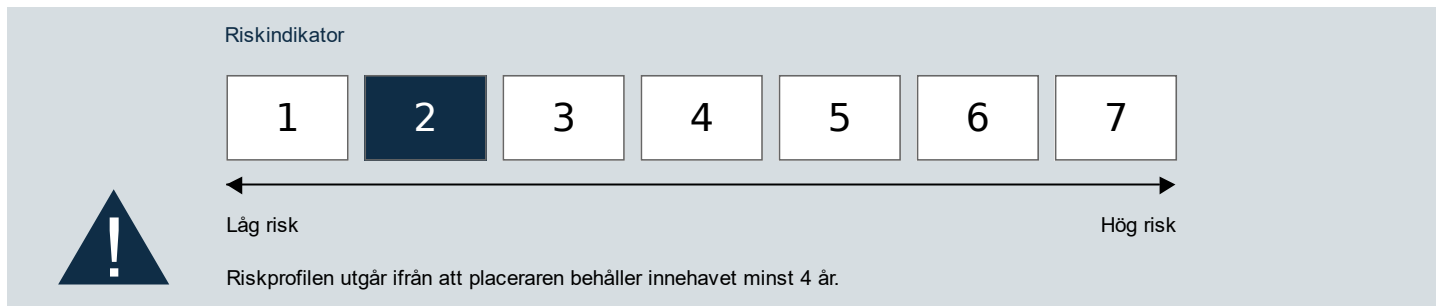 Riskindikator
1 2 3 4 5 6 7
Låg risk Hög risk
!
Riskprofilen utgår ifrån att placeraren behåller innehavet minst 4 år.